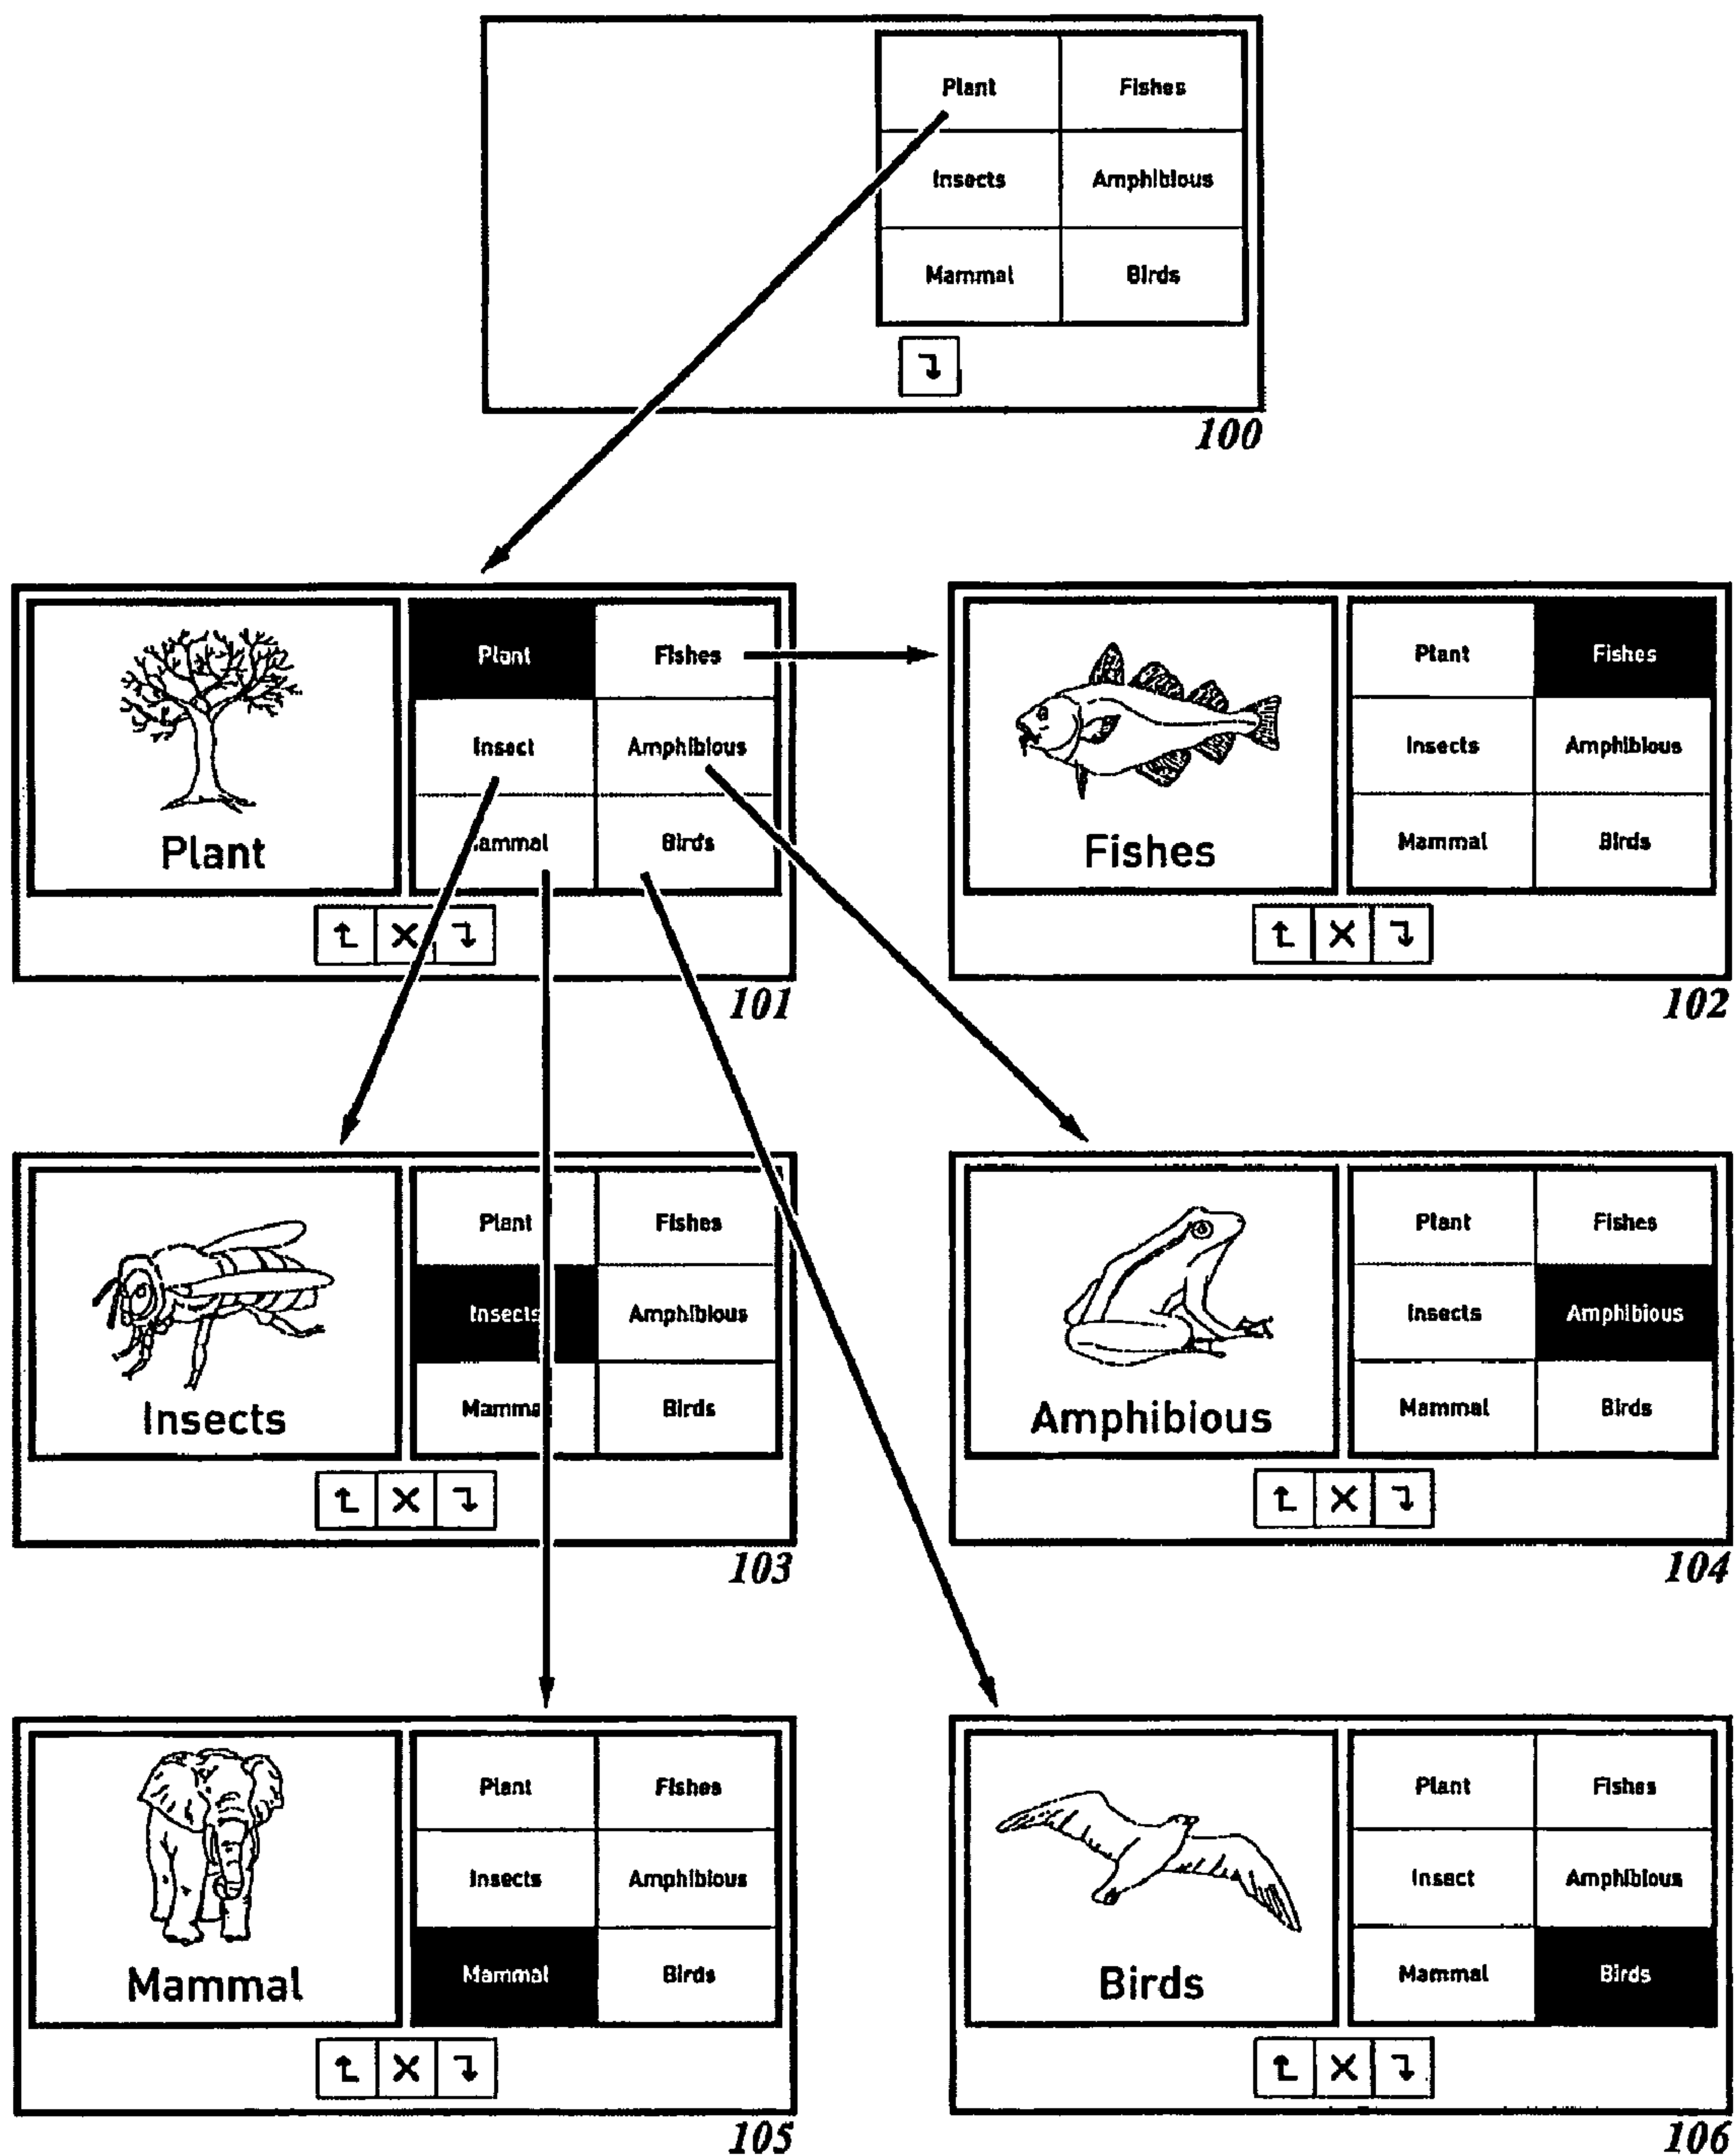 Plant Fishes
Insects Amphibious
Mammal Birds
100
Plant Fishes
Insect Amphibious
ammal Birds
Plant
101
Plant Fishes
Insects Amphibious
Mammal Birds
Fishes
102
Plant Fishes
Insects Amphibious
Mamma Birds
Insects
103
Plant Fishes
Insects Amphibious
Mammal Birds
Amphibious
104
Plant Fishes
Insects Amphibious
Mammal Birds
Mammal
105
Plant Fishes
Insect Amphibious
Mammal Birds
Birds
106